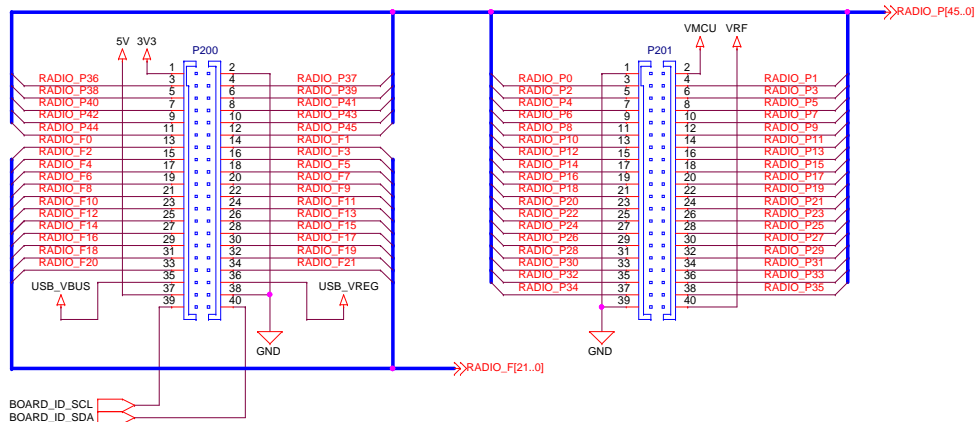 RADIO_P[45..0]
5V 3V3 P200
VMCU VRF P201
1 2 1 2
RADIO_P36 3 4 RADIO_P37 RADIO_P0 3 4 RADIO_P1
RADIO_P38 5 6 RADIO_P39 RADIO_P2 5 6 RADIO_P3
RADIO_P40 7 8 RADIO_P41 RADIO_P4 7 8 RADIO_P5
RADIO_P42 9 10 RADIO_P43 RADIO_P6 9 10 RADIO_P7
RADIO_P44 11 12 RADIO_P45 RADIO_P8 11 12 RADIO_P9
RADIO_F0 13 14 RADIO_F1 RADIO_P10 13 14 RADIO_P11
RADIO_F2 15 16 RADIO_F3 RADIO_P12 15 16 RADIO_P13
RADIO_F4 17 18 RADIO_F5 RADIO_P14 17 18 RADIO_P15
RADIO_F6 19 20 RADIO_F7 RADIO_P16 19 20 RADIO_P17
RADIO_F8 21 22 RADIO_F9 RADIO_P18 21 22 RADIO_P19
RADIO_F10 23 24 RADIO_F11 RADIO_P20 23 24 RADIO_P21
RADIO_F12 25 26 RADIO_F13 RADIO_P22 25 26 RADIO_P23
RADIO_F14 27 28 RADIO_F15 RADIO_P24 27 28 RADIO_P25
RADIO_F16 29 30 RADIO_F17 RADIO_P26 29 30 RADIO_P27
RADIO_F18 31 32 RADIO_F19 RADIO_P28 31 32 RADIO_P29
RADIO_F20 33 34 RADIO_F21 RADIO_P30 33 34 RADIO_P31
USB_VBUS 35 36 USB_VREG RADIO_P32 35 36 RADIO_P33
37 38 RADIO_P34 37 38 RADIO_P35
39 40 39 40
GND GND
RADIO_F[21..0]
BOARD_ID_SCL
BOARD_ID_SDA